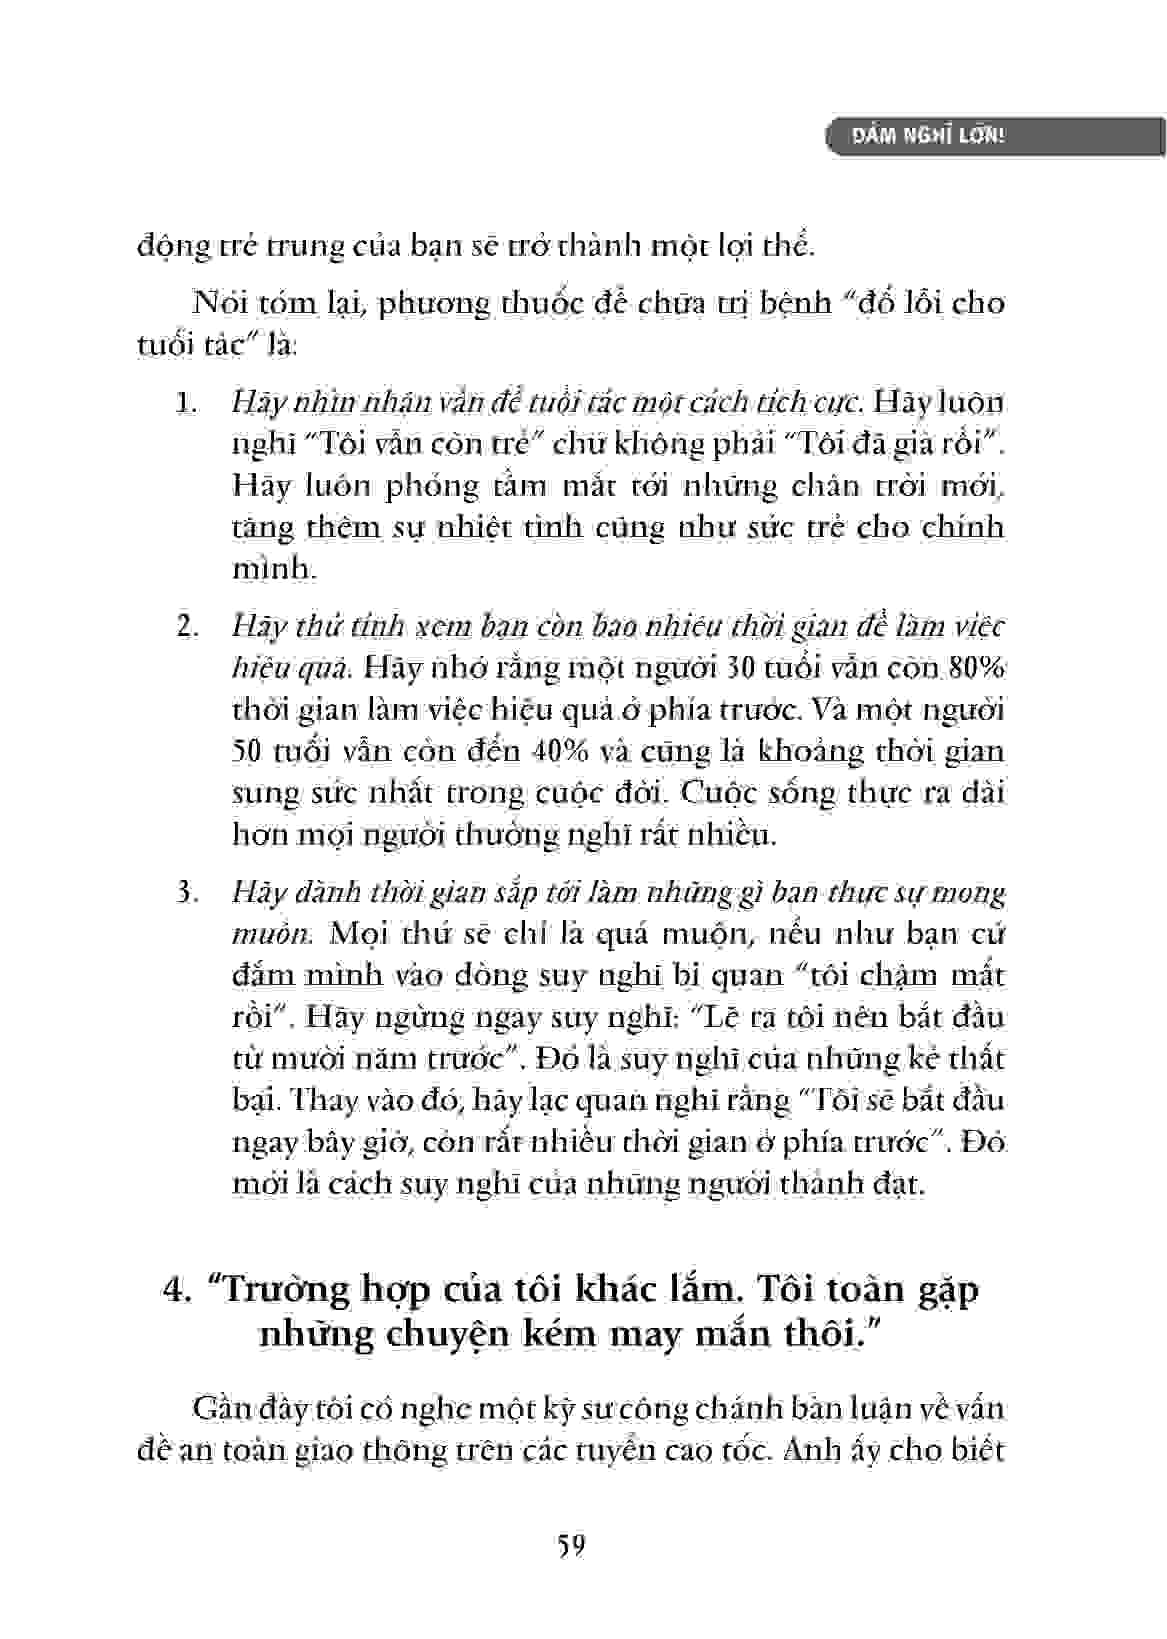 DÁM NGHĨ LỚN!
động trẻ trung của bạn sẽ trở thành một lợi thế.
Nói tóm lại, phương thuốc để chữa trị bệnh “đổ lỗi cho
tuổi tác” là:
1. Hãy nhìn nhận vấn đề tuổi tác một cách tích cực. Hãy luôn
nghĩ “Tôi vẫn còn trẻ” chứ không phải “Tôi đã già rồi”.
Hãy luôn phóng tầm mắt tới những chân trời mới,
tăng thêm sự nhiệt tình cũng như sức trẻ cho chính
mình.
2. Hãy thử tính xem bạn còn bao nhiêu thời gian để làm việc
hiệu quả. Hãy nhớ rằng một người 30 tuổi vẫn còn 80%
thời gian làm việc hiệu quả ở phía trước. Và một người
50 tuổi vẫn còn đến 40% và cũng là khoảng thời gian
sung sức nhất trong cuộc đời. Cuộc sống thực ra dài
hơn mọi người thường nghĩ rất nhiều.
3. Hãy dành thời gian sắp tới làm những gì bạn thực sự mong
muốn. Mọi thứ sẽ chỉ là quá muộn, nếu như bạn cứ
đắm mình vào dòng suy nghĩ bi quan “tôi chậm mất
rồi”. Hãy ngừng ngay suy nghĩ: “Lẽ ra tôi nên bắt đầu
từ mười năm trước”. Đó là suy nghĩ của những kẻ thất
bại. Thay vào đó, hãy lạc quan nghĩ rằng “Tôi sẽ bắt đầu
ngay bây giờ, còn rất nhiều thời gian ở phía trước”. Đó
mới là cách suy nghĩ của những người thành đạt.
4. “Trường hợp của tôi khác lắm. Tôi toàn gặp
những chuyện kém may mắn thôi.”
Gần đây tôi có nghe một kỹ sư công chánh bàn luận về vấn
đề an toàn giao thông trên các tuyến cao tốc. Anh ấy cho biết
59